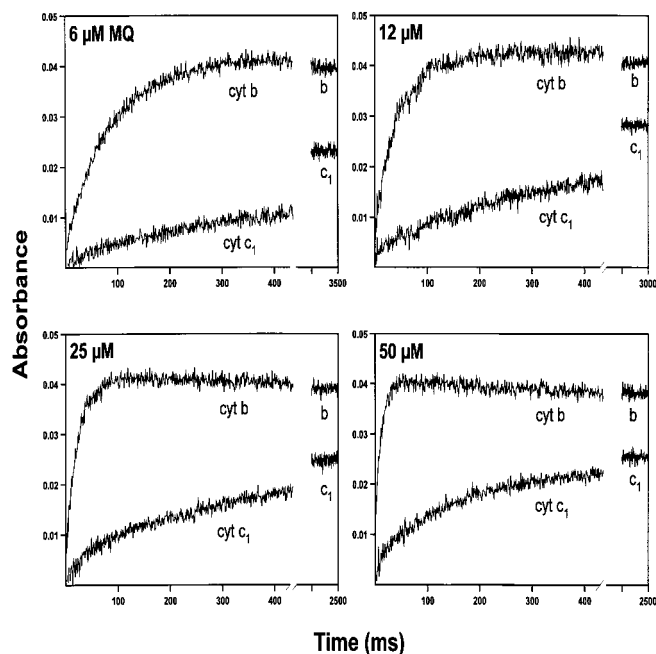 0.05
6 µM MQ
0.04
cyt b
b
0.03
Absorbance
0.02
c1
0.01
cyt c1
100
200
300
400
3500
12 µM
0.05
0.04
cyt b
b
0.03
c1
0.02
0.01
cyt c1
100
200
300
400
3000
0.05
25 µM
0.04
cyt b
b
0.03
c1
0.02
0.01
cyt c1
100
200
300
400
2500
0.05
50 µM
0.04
cyt b
b
0.03
c1
0.02
cyt c1
0.01
100
200
300
400
2500
Time (ms)